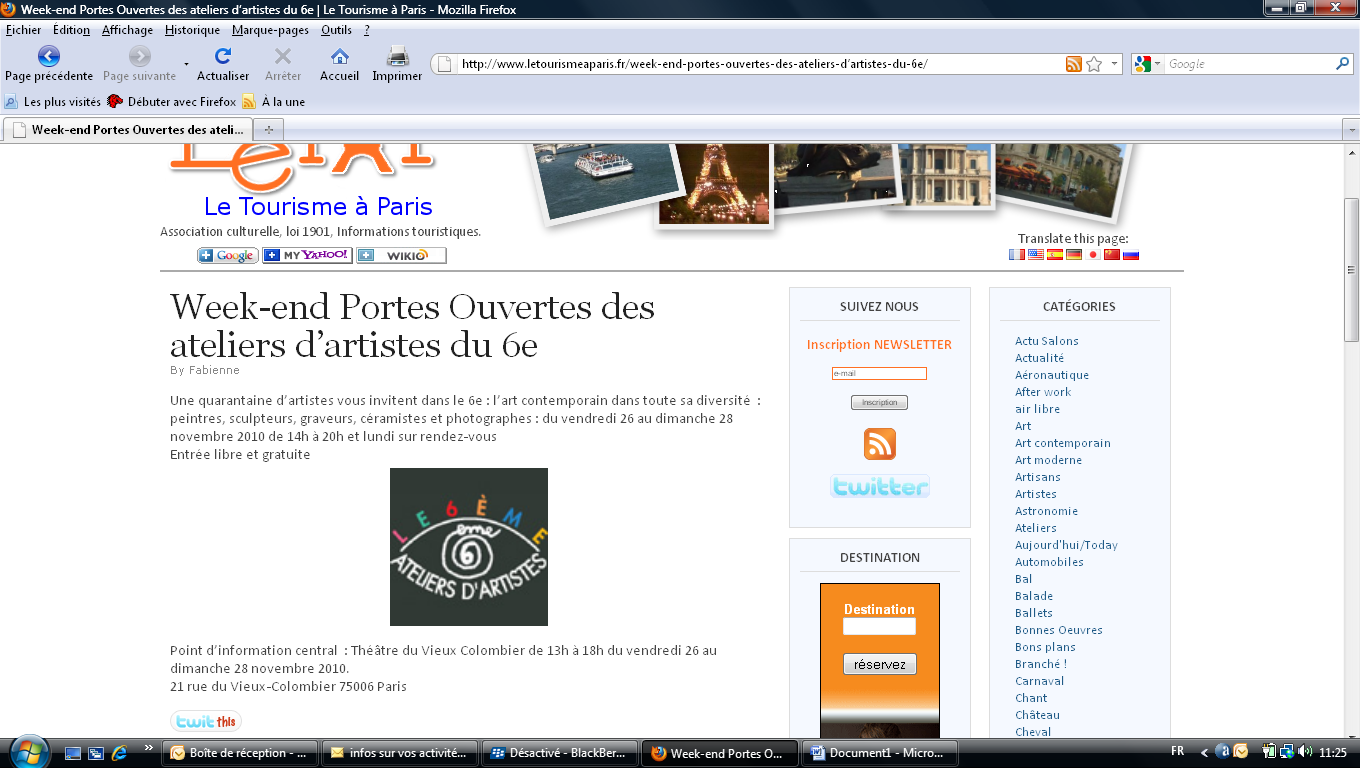 Week-end Portes Ouvertes des ateliers d'artistes du 6e | Le Tourisme à Paris - Mozilla Firefox
Fichier Édition Affichage Historique Marque-pages Outils ?
Page précédente Page suivante Actualiser Arrêter Accueil Imprimer
http://www.letourismeaparis.fr/week-end-portes-ouvertes-des-ateliers-d'artistes-du-6e/
Google
Les plus visités Débuter avec Firefox À la une
Week-end Portes Ouvertes des ateli...
Le Tourisme à Paris
Association culturelle, loi 1901, Informations touristiques.
Google MY YAHOO! WIKIO
Translate this page:
Week-end Portes Ouvertes des
ateliers d'artistes du 6e
By Fabienne
Une quarantaine d'artistes vous invitent dans le 6e : l'art contemporain dans toute sa diversité :
peintres, sculpteurs, graveurs, céramistes et photographes : du vendredi 26 au dimanche 28
novembre 2010 de 14h à 20h et lundi sur rendez-vous
Entrée libre et gratuite
LE 6ÈME
eme
6
ATELIERS D'ARTISTES
Point d'information central : Théâtre du Vieux Colombier de 13h à 18h du vendredi 26 au
dimanche 28 novembre 2010.
21 rue du Vieux-Colombier 75006 Paris
twit this
SUIVEZ NOUS
Inscription NEWSLETTER
e-mail
Inscription
twitter
DESTINATION
Destination
réservez
CATÉGORIES
Actu Salons
Actualité
Aéronautique
After work
air libre
Art
Art contemporain
Art moderne
Artisans
Artistes
Astronomie
Ateliers
Aujourd'hui/Today
Automobiles
Bal
Balade
Ballets
Bonnes Oeuvres
Bons plans
Branché !
Carnaval
Chant
Château
Cheval
Boîte de réception - ... infos sur vos activité... Désactivé - BlackBer... Week-end Portes O... Document1 - Micro... FR 11:25